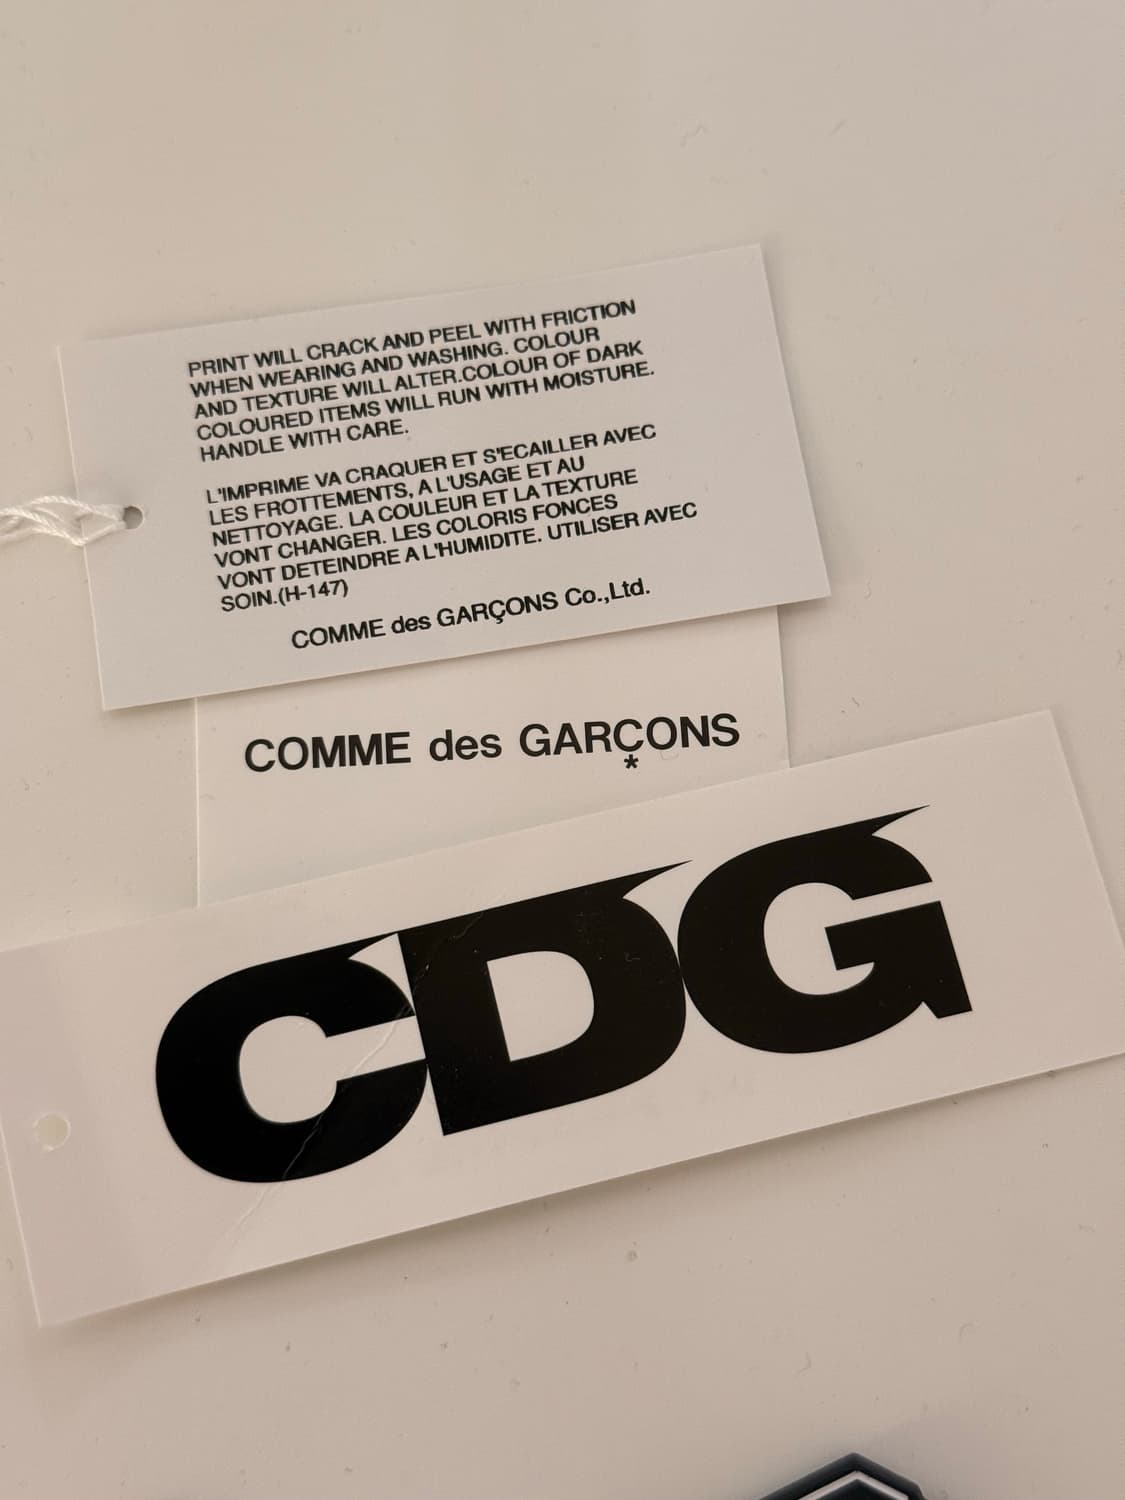 PRINT WILL CRACK AND PEEL WITH FRICTION
WHEN WEARING AND WASHING. COLOUR
AND TEXTURE WILL ALTER.COLOUR OF DARK
COLOURED ITEMS WILL RUN WITH MOISTURE.
HANDLE WITH CARE.
L'IMPRIME VA CRAQUER ET S'ECAILLER AVEC
LES FROTTEMENTS, A L'USAGE ET AU
NETTOYAGE. LA COULEUR ET LA TEXTURE
VONT CHANGER. LES COLORIS FONCES
VONT DETEINDRE A L'HUMIDITE. UTILISER AVEC
SOIN.(H-147)
COMME des GARÇONS Co.,Ltd.
COMME des GARÇONS
*
CDG